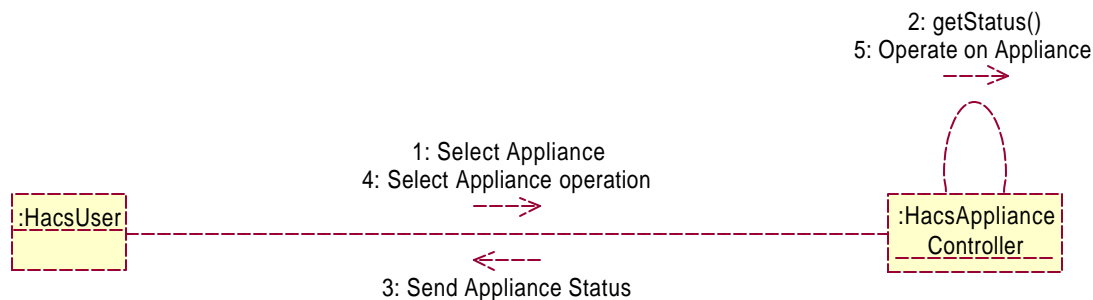 2: getStatus()
5: Operate on Appliance
1: Select Appliance
4: Select Appliance operation
:HacsUser
:HacsAppliance
Controller
3: Send Appliance Status